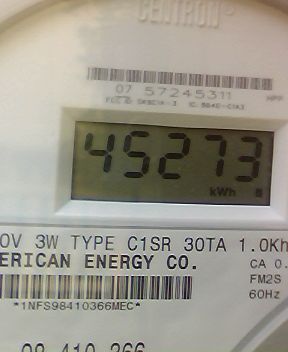 CENTRON®
07 57245311
45273
kWh
0V 3W TYPE C1SR 30TA 1.0Kh
ERICAN ENERGY CO.
CA 0.
FM2S
60Hz
*1NFS98410366MEC*
98 410 366